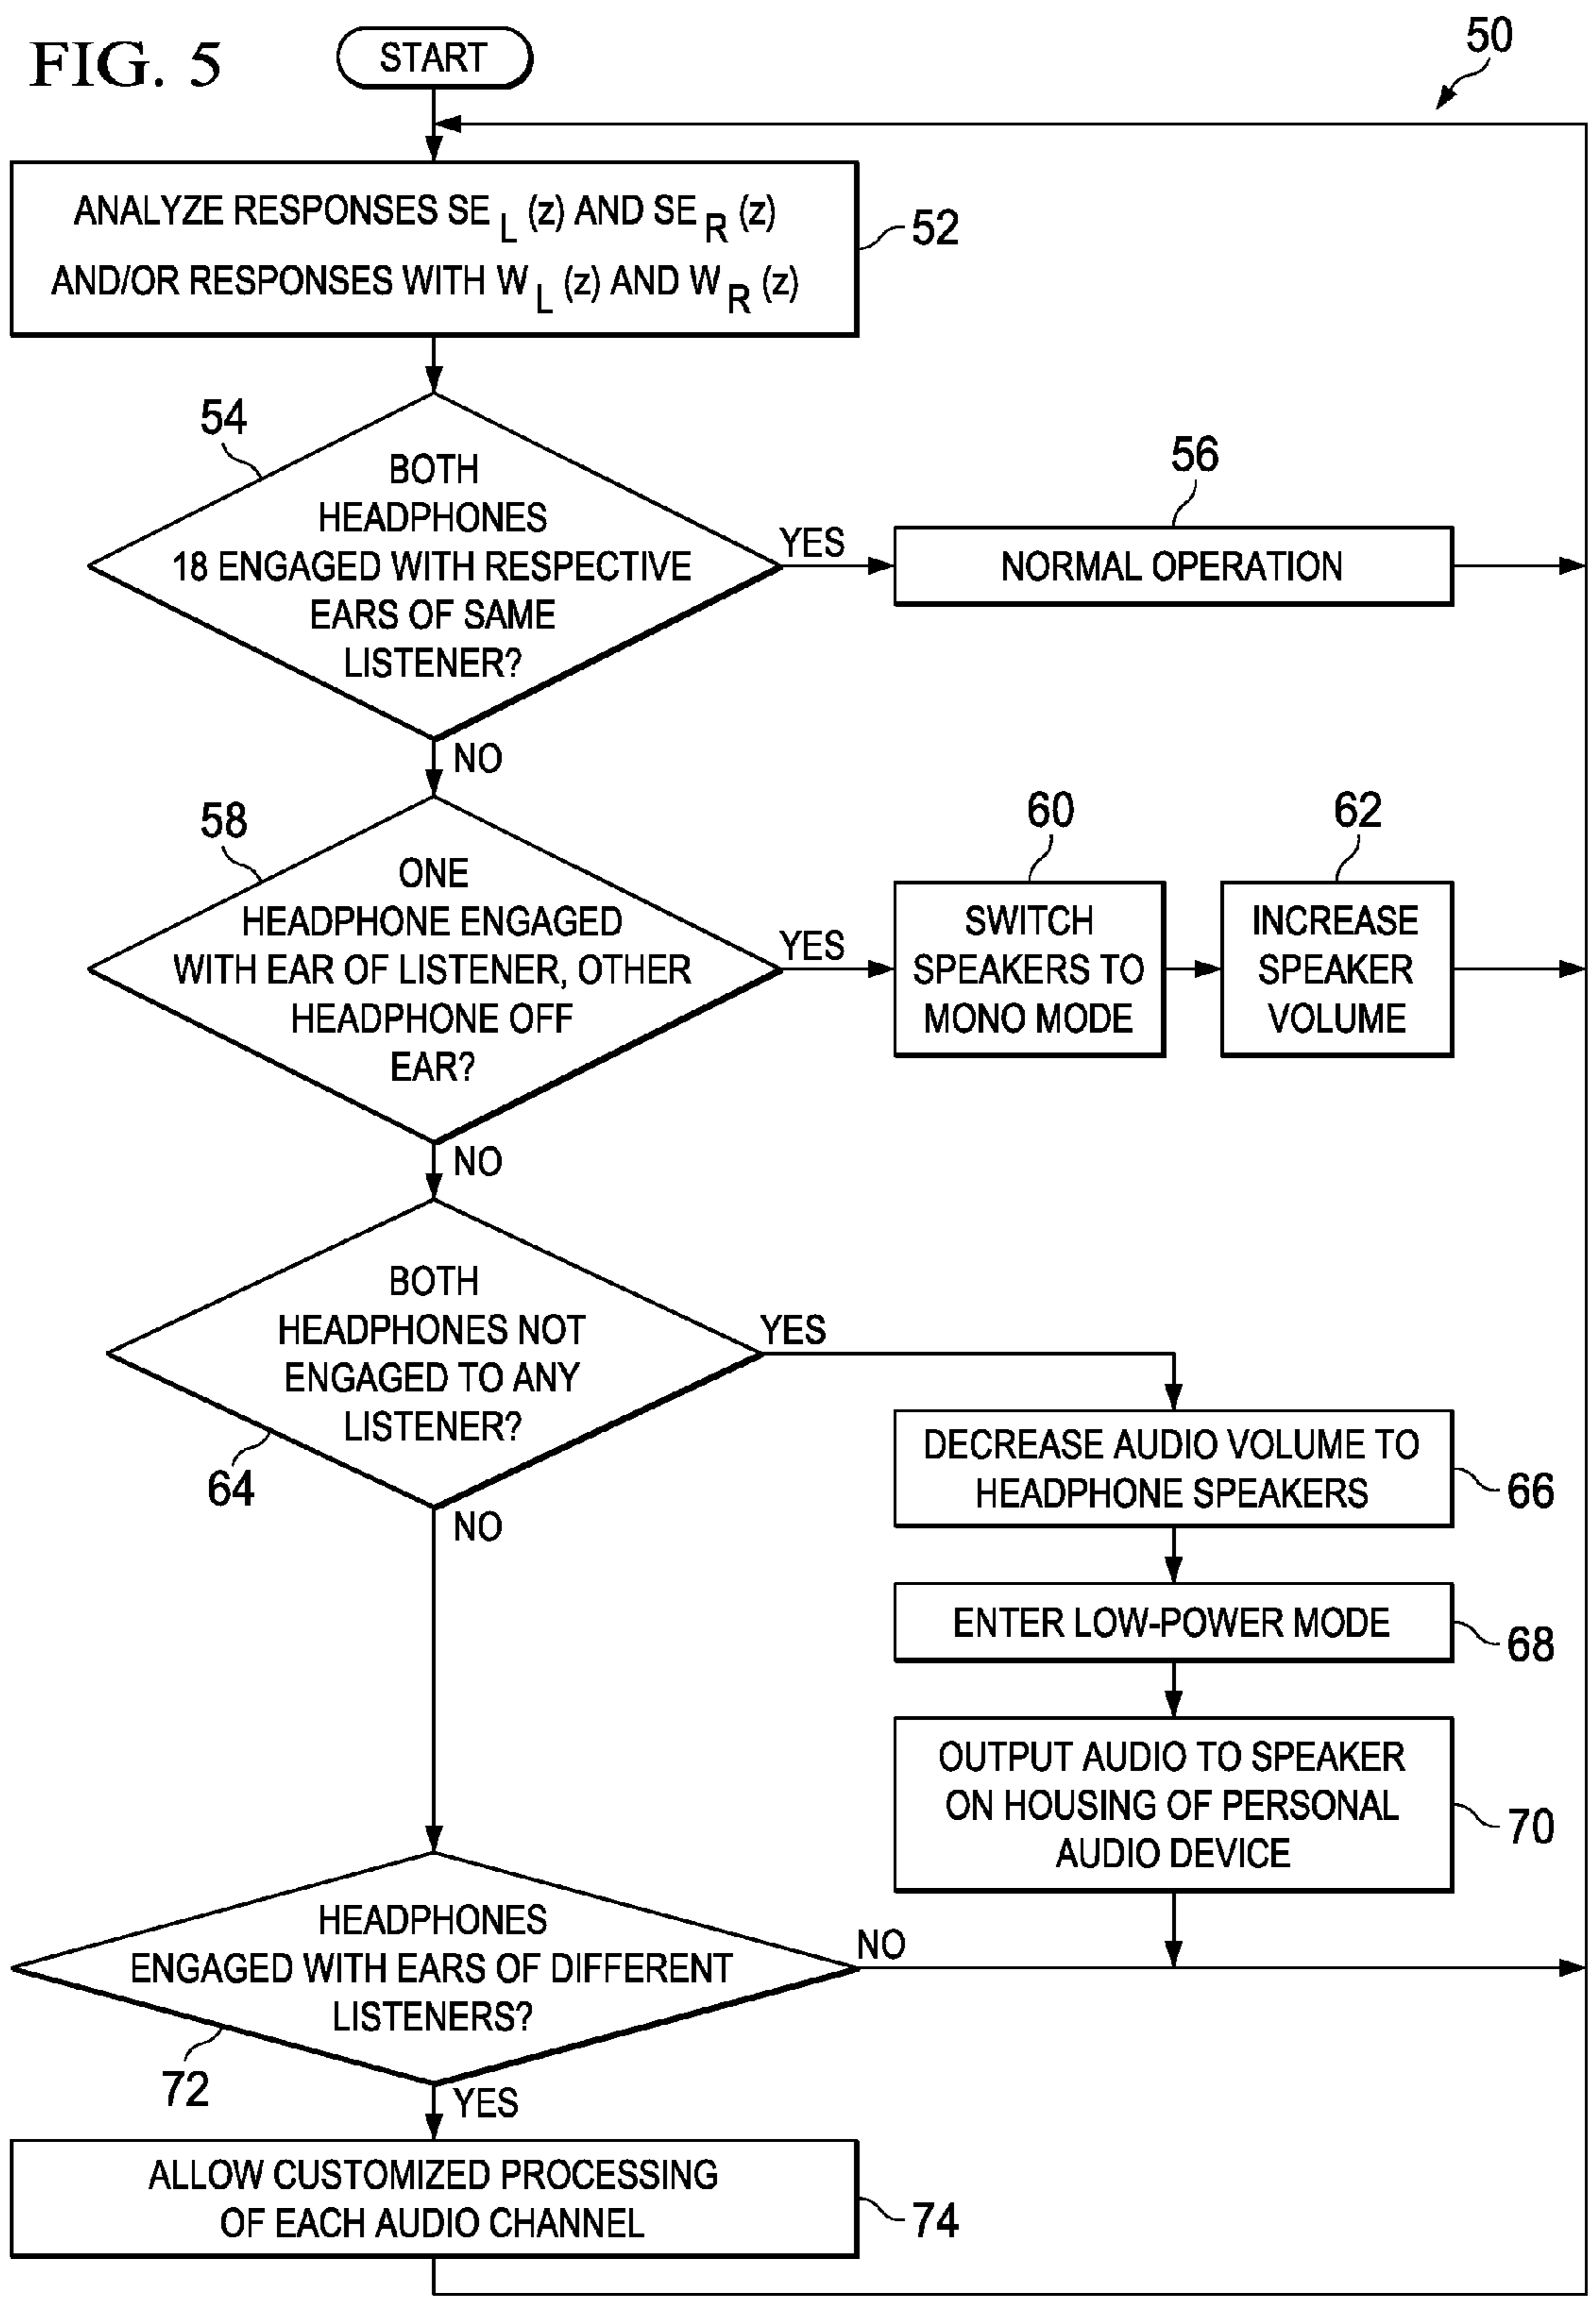 FIG. 5
START
50
ANALYZE RESPONSES SE L (z) AND SE R (z)
AND/OR RESPONSES WITH W L (z) AND W R (z)
52
54
BOTH
HEADPHONES
18 ENGAGED WITH RESPECTIVE
EARS OF SAME
LISTENER?
YES
56
NORMAL OPERATION
NO
58
ONE
HEADPHONE ENGAGED
WITH EAR OF LISTENER, OTHER
HEADPHONE OFF
EAR?
YES
60
SWITCH
SPEAKERS TO
MONO MODE
62
INCREASE
SPEAKER
VOLUME
NO
BOTH
HEADPHONES NOT
ENGAGED TO ANY
LISTENER?
64
YES
DECREASE AUDIO VOLUME TO
HEADPHONE SPEAKERS
66
NO
ENTER LOW-POWER MODE
68
OUTPUT AUDIO TO SPEAKER
ON HOUSING OF PERSONAL
AUDIO DEVICE
70
HEADPHONES
ENGAGED WITH EARS OF DIFFERENT
LISTENERS?
NO
72
YES
ALLOW CUSTOMIZED PROCESSING
OF EACH AUDIO CHANNEL
74